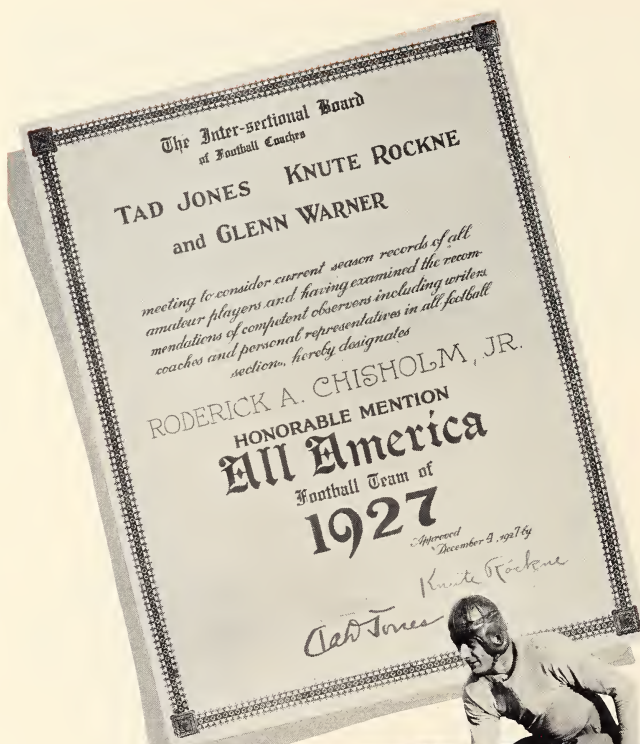 The Inter-sectional Board
of Football Coaches
TAD JONES KNUTE ROCKNE
and GLENN WARNER
meeting to consider current season records of all
amateur players and having examined the recom-
mendations of competent observers including writers
coaches and personal representatives in all football
sections, hereby designates
RODERICK A. CHISHOLM, JR.
HONORABLE MENTION
All America
Football Team of
1927
Approved
December 3, 1927 by
Knute Rockne
Tad Jones